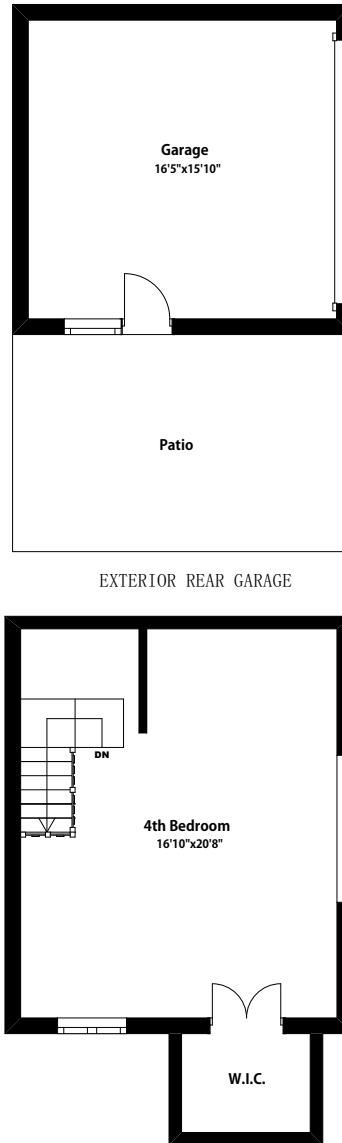 Garage
16'5"x15'10"
Patio
EXTERIOR REAR GARAGE
DN
4th Bedroom
16'10"x20'8"
W.I.C.